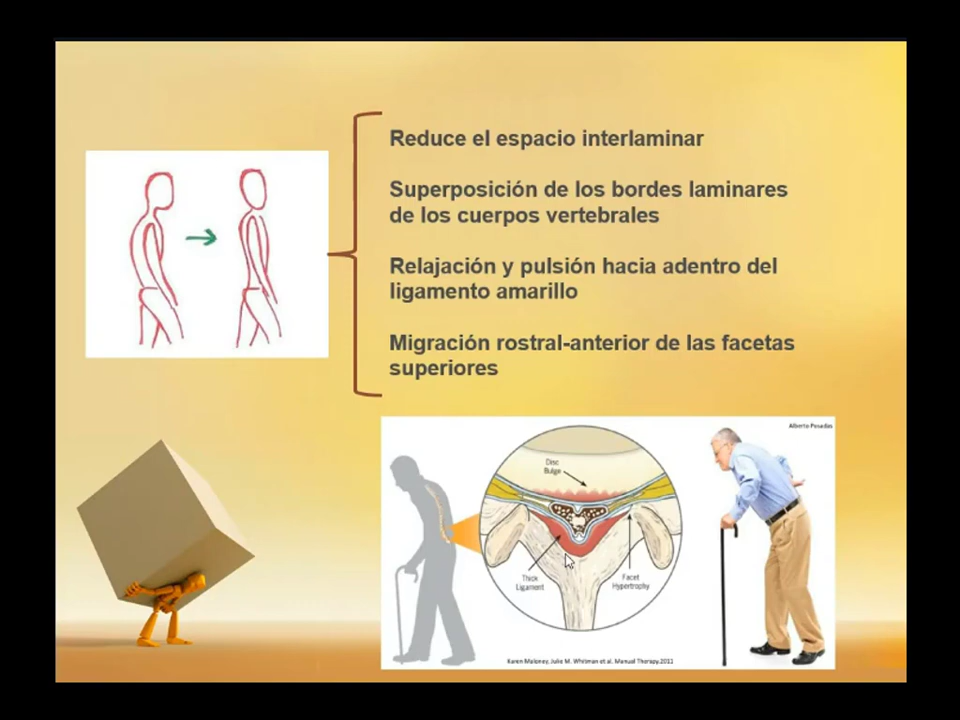 Reduce el espacio interlaminar
Superposición de los bordes laminares
de los cuerpos vertebrales
Relajación y pulsión hacia adentro del
ligamento amarillo
Migración rostral-anterior de las facetas
superiores
Alberto Posadas
Disc
Bulge
Thick
Ligament
Facet
Hypertrophy
Karen Maloney, Julie M. Whitman et al. Manual Therapy.2011